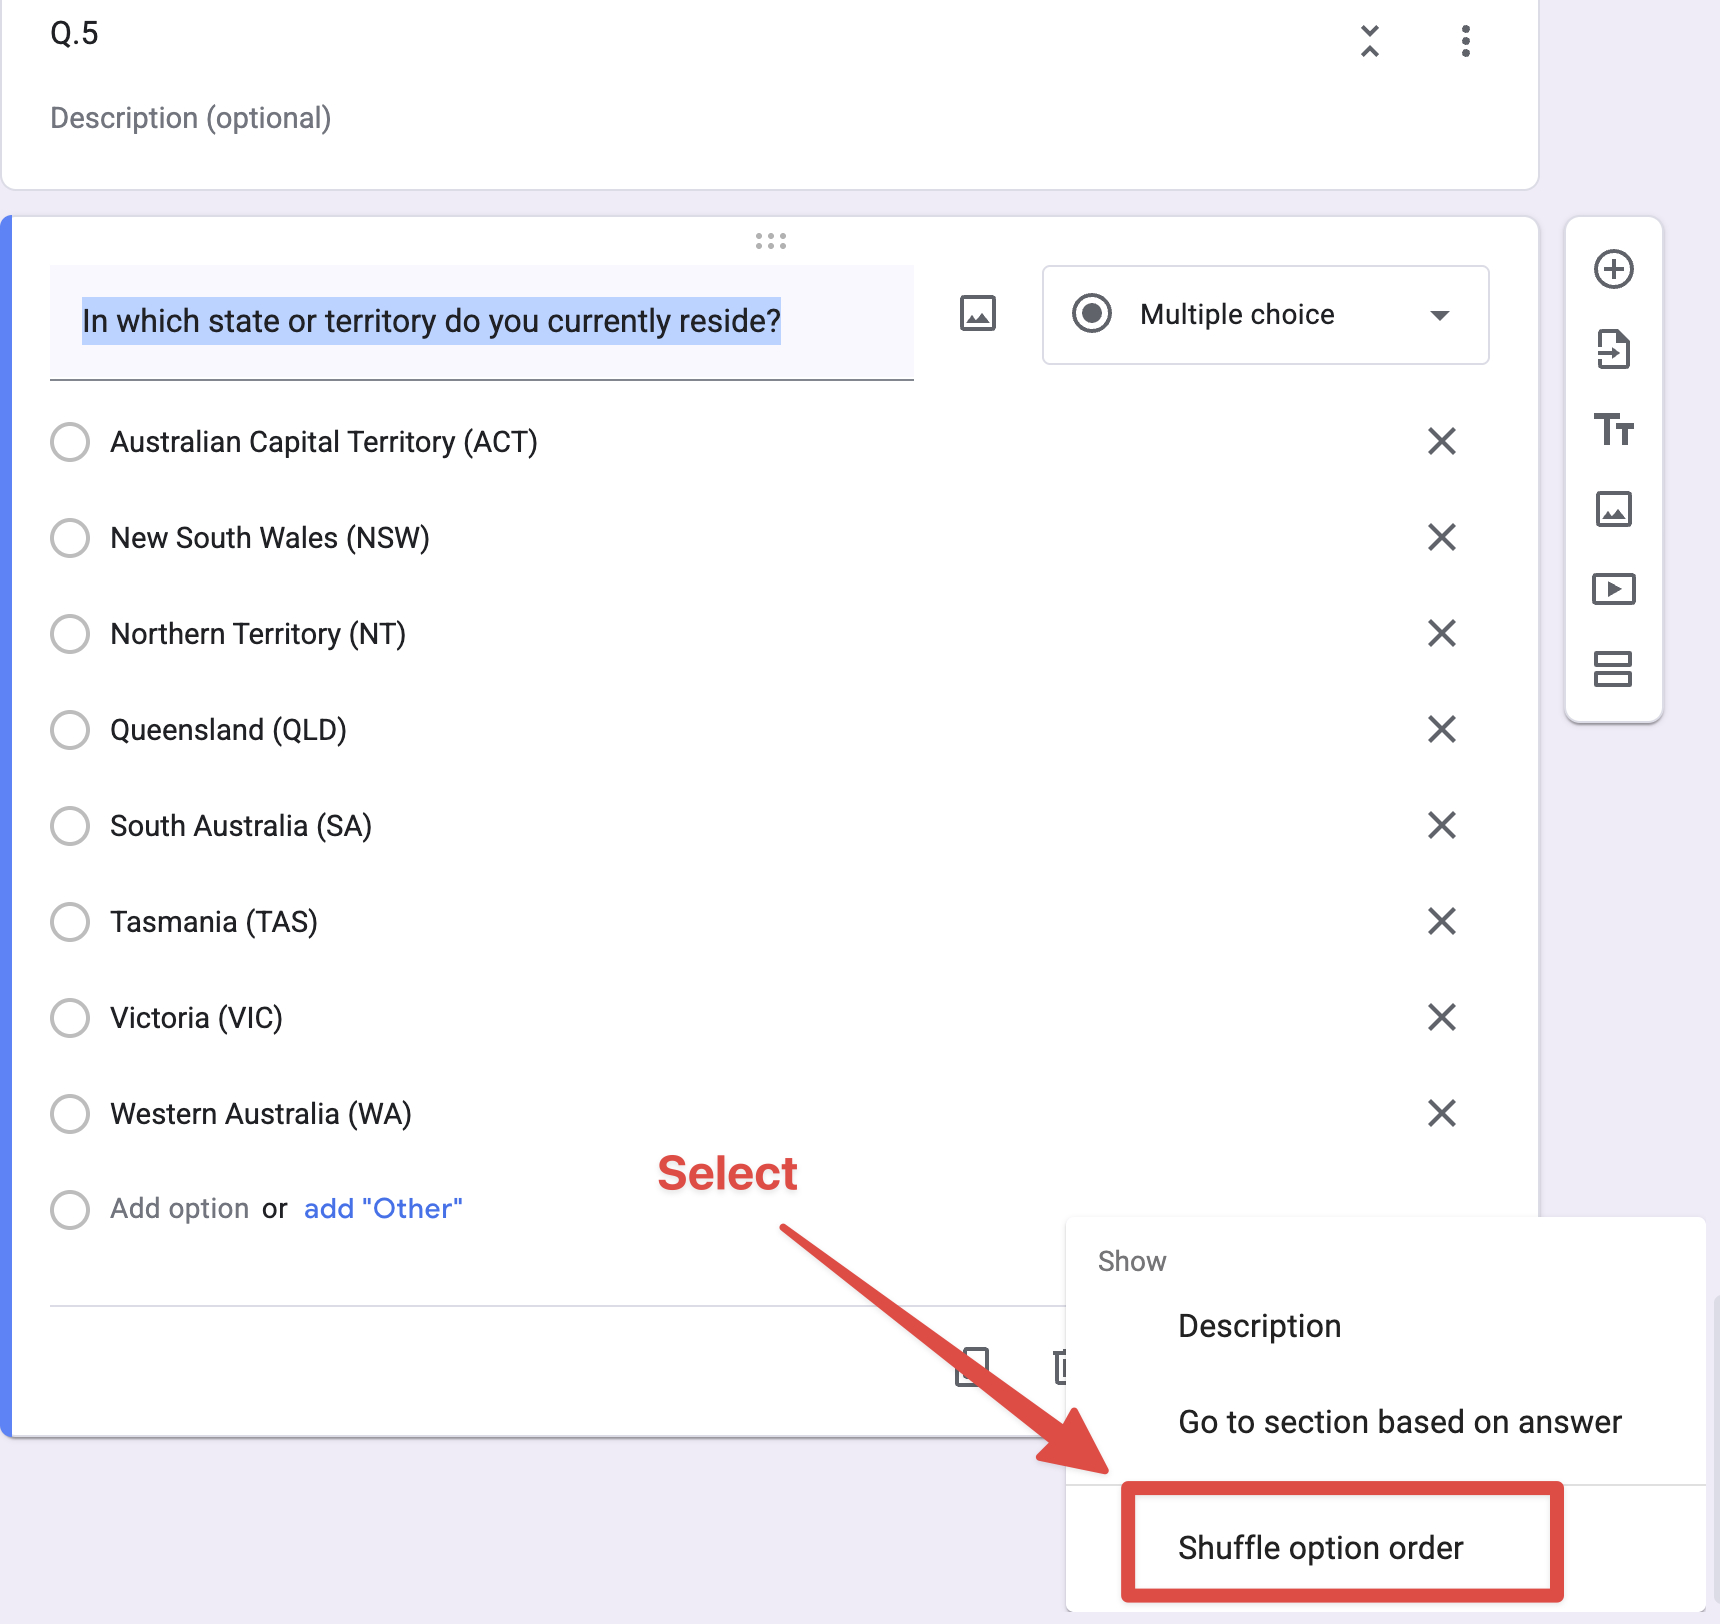 Q.5
Description (optional)
In which state or territory do you currently reside?
Multiple choice
Australian Capital Territory (ACT)
New South Wales (NSW)
Northern Territory (NT)
Queensland (QLD)
South Australia (SA)
Tasmania (TAS)
Victoria (VIC)
Western Australia (WA)
Select
Add option or add "Other"
Show
Description
Go to section based on answer
Shuffle option order